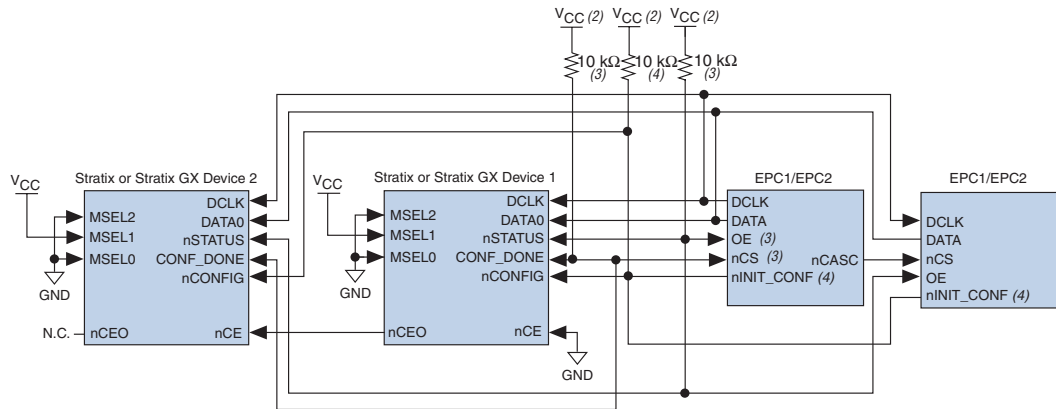 VCC (2) VCC (2) VCC (2)
10 kΩ (3) 10 kΩ (4) 10 kΩ (3)
Stratix or Stratix GX Device 2
VCC
MSEL2
MSEL1
MSEL0
GND
DCLK
DATA0
nSTATUS
CONF_DONE
nCONFIG
N.C.
nCEO
nCE
Stratix or Stratix GX Device 1
VCC
MSEL2
MSEL1
MSEL0
GND
DCLK
DATA0
nSTATUS
CONF_DONE
nCONFIG
nCEO
nCE
GND
EPC1/EPC2
DCLK
DATA
OE (3)
nCS (3)
nCASC
nINIT_CONF (4)
EPC1/EPC2
DCLK
DATA
nCS
OE
nINIT_CONF (4)